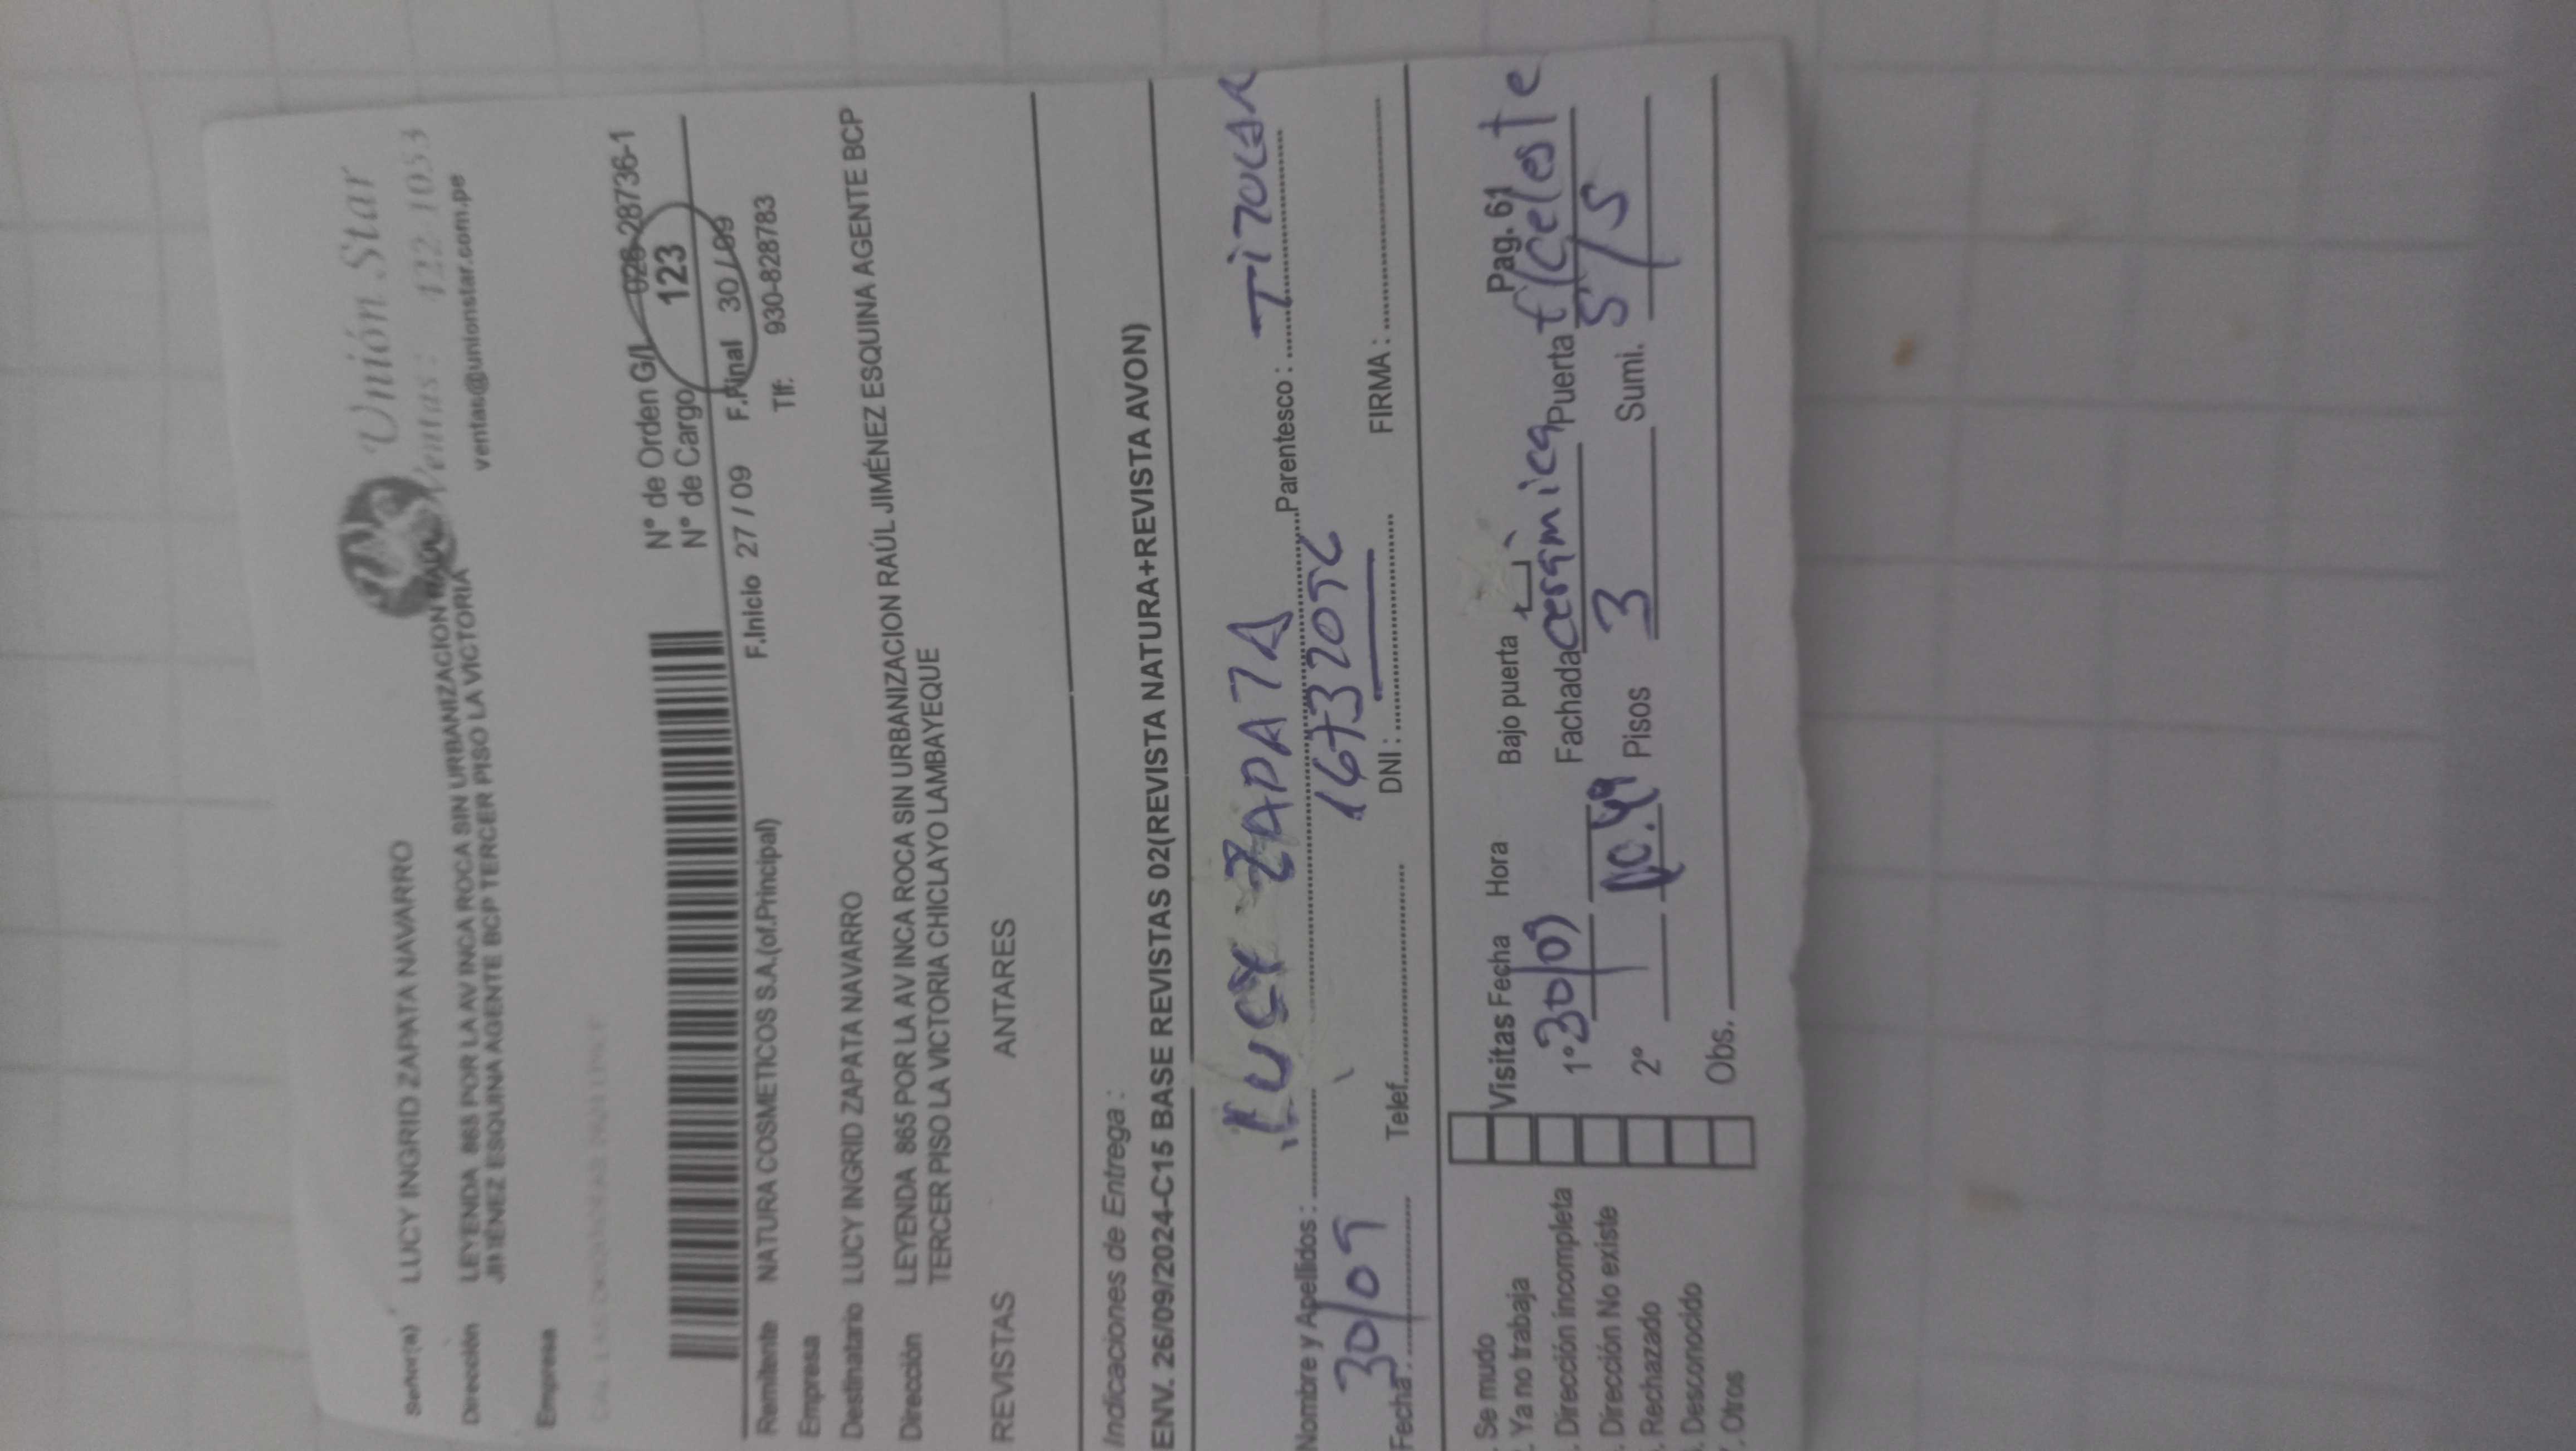 Unión Star
Ventas: 122-1053
ventas@unionstar.com.pe
Señor(a) LUCY INGRID ZAPATA NAVARRO
Dirección LEYENDA 865 POR LA AV INCA ROCA SIN URBANIZACION RAÚL
JIMÉNEZ ESQUINA AGENTE BCP TERCER PISO LA VICTORIA
Empresa
N° de Orden G/L 026-28736-1
N° de Cargo 123
F.Inicio 27 / 09 F.Final 30 / 09
Remitente NATURA COSMETICOS S.A.(of.Principal) Tlf: 930-828783
Empresa
Destinatario LUCY INGRID ZAPATA NAVARRO
Dirección LEYENDA 865 POR LA AV INCA ROCA SIN URBANIZACION RAÚL JIMÉNEZ ESQUINA AGENTE BCP
TERCER PISO LA VICTORIA CHICLAYO LAMBAYEQUE
REVISTAS ANTARES
Indicaciones de Entrega :
ENV. 26/09/2024-C15 BASE REVISTAS 02(REVISTA NATURA+REVISTA AVON)
Nombre y Apellidos : LUCY ZAPATA Parentesco : TiTULAR
Fecha : 30/09 Telef. DNI : FIRMA :
Pag. 61
. Se mudo Visitas Fecha Hora Bajo puerta
. Ya no trabaja 1° 30/09 Fachada ceramica Puerta f/celeste
. Dirección incompleta 10.49 5/5
. Dirección No existe 2° Pisos 3 Sumi.
. Rechazado
. Desconocido Obs.
. Otros